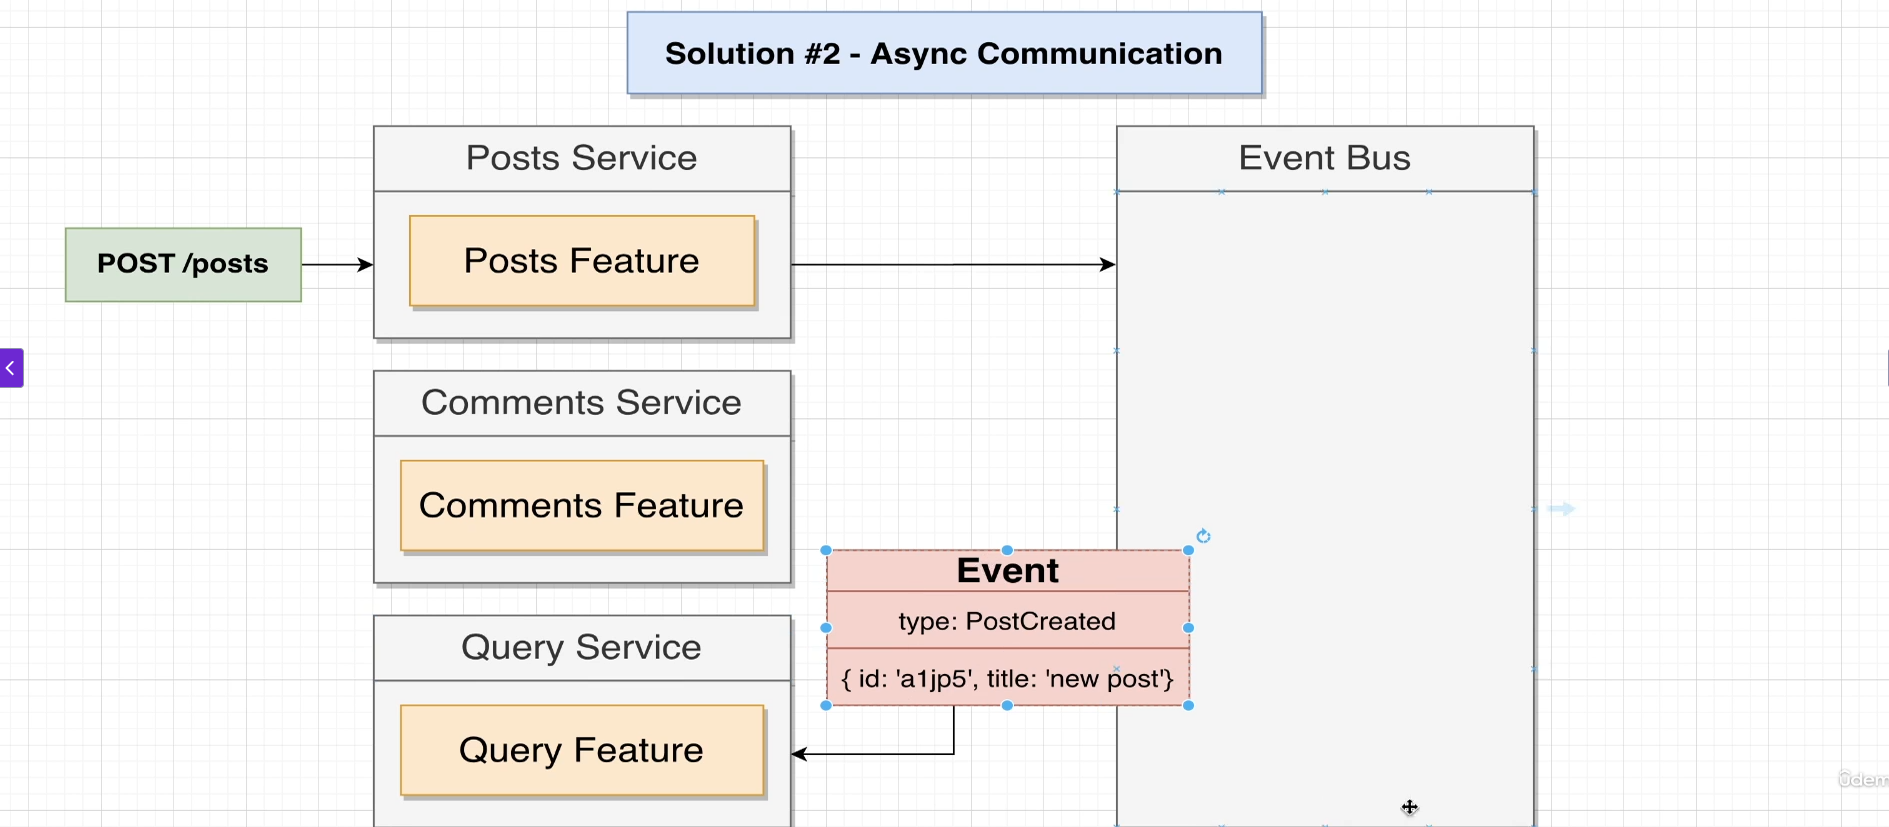 Solution #2 - Async Communication
Posts Service
Event Bus
POST /posts
Posts Feature
Comments Service
Comments Feature
Event
type: PostCreated
{ id: 'a1jp5', title: 'new post'}
Query Service
Query Feature